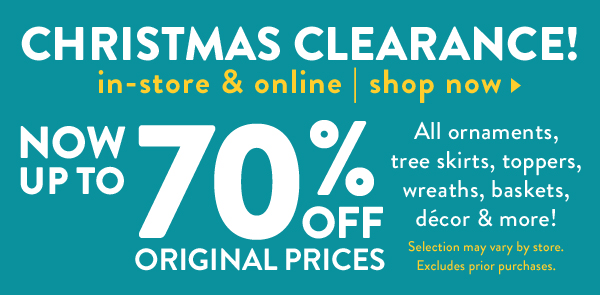 CHRISTMAS CLEARANCE!
in-store & online | shop now
NOW
UP TO
70%
OFF
ORIGINAL PRICES
All ornaments,
tree skirts, toppers,
wreaths, baskets,
décor & more!
Selection may vary by store.
Excludes prior purchases.